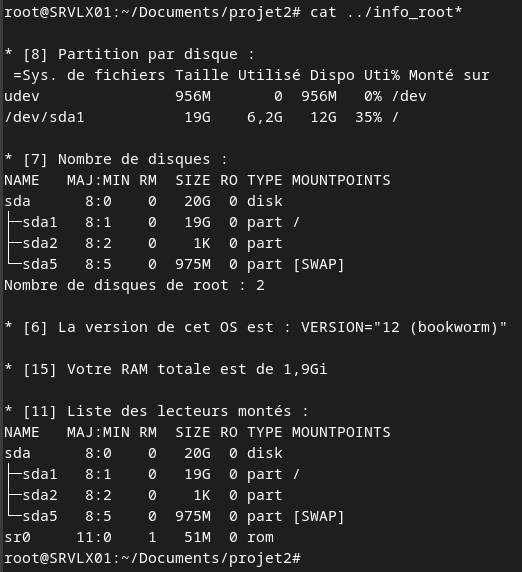 root@SRVLX01:~/Documents/projet2# cat ../info_root*
* [8] Partition par disque :
=Sys. de fichiers Taille Utilisé Dispo Uti% Monté sur
udev 956M 0 956M 0% /dev
/dev/sda1 19G 6,2G 12G 35% /
* [7] Nombre de disques :
NAME MAJ:MIN RM SIZE RO TYPE MOUNTPOINTS
sda 8:0 0 20G 0 disk
├─sda1 8:1 0 19G 0 part /
├─sda2 8:2 0 1K 0 part
└─sda5 8:5 0 975M 0 part [SWAP]
Nombre de disques de root : 2
* [6] La version de cet OS est : VERSION="12 (bookworm)"
* [15] Votre RAM totale est de 1,9Gi
* [11] Liste des lecteurs montés :
NAME MAJ:MIN RM SIZE RO TYPE MOUNTPOINTS
sda 8:0 0 20G 0 disk
├─sda1 8:1 0 19G 0 part /
├─sda2 8:2 0 1K 0 part
└─sda5 8:5 0 975M 0 part [SWAP]
sr0 11:0 1 51M 0 rom
root@SRVLX01:~/Documents/projet2#